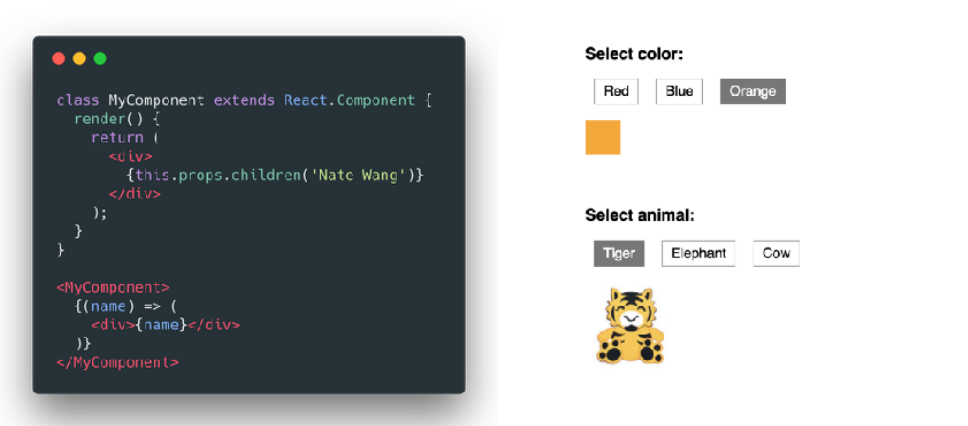 class MyComponent extends React.Component {
render() {
return (
<div>
{this.props.children('Nate Wang')}
</div>
);
}
}
<MyComponent>
{(name) => (
<div>{name}</div>
)}
</MyComponent>
Select color:
Red Blue Orange
Select animal:
Tiger Elephant Cow